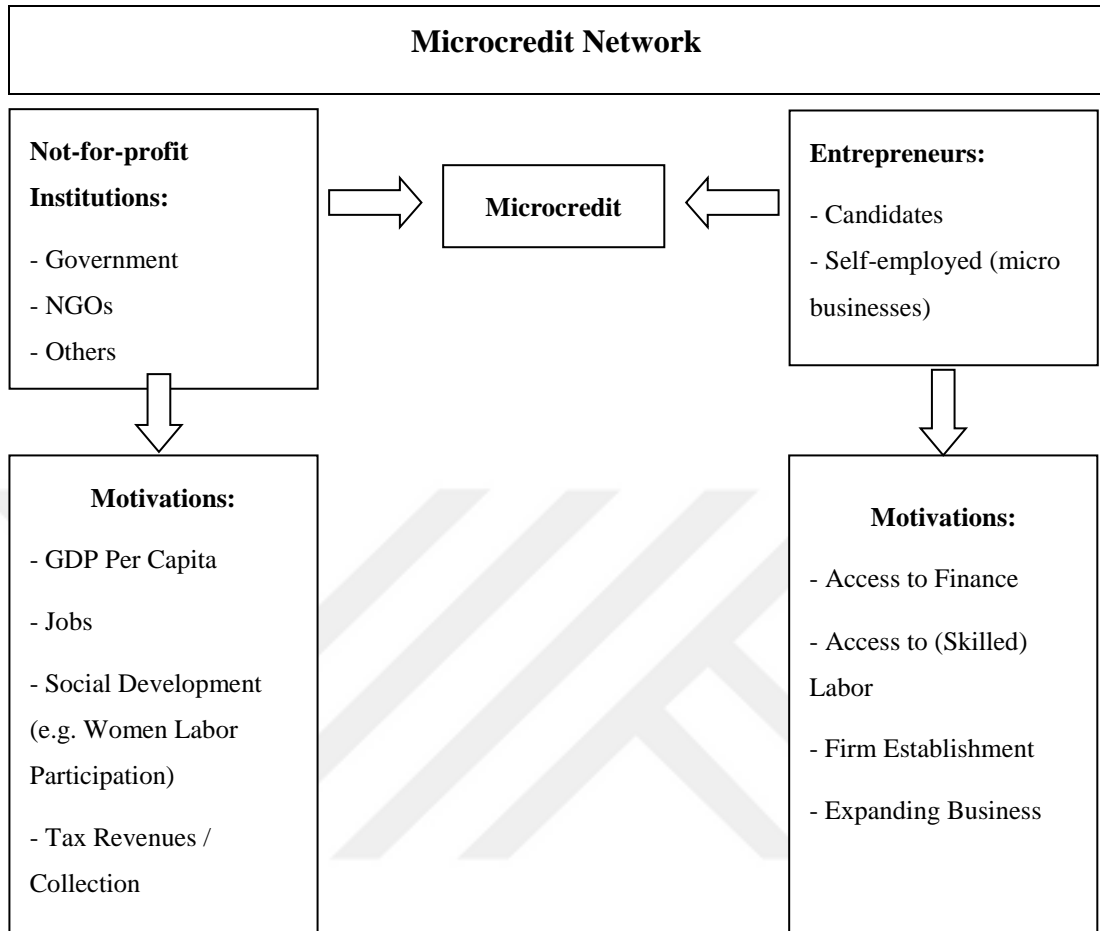 Microcredit Network
Not-for-profit
Institutions:
- Government
- NGOs
- Others
Microcredit
Entrepreneurs:
- Candidates
- Self-employed (micro
businesses)
Motivations:
- GDP Per Capita
- Jobs
- Social Development
(e.g. Women Labor
Participation)
- Tax Revenues /
Collection
Motivations:
- Access to Finance
- Access to (Skilled)
Labor
- Firm Establishment
- Expanding Business